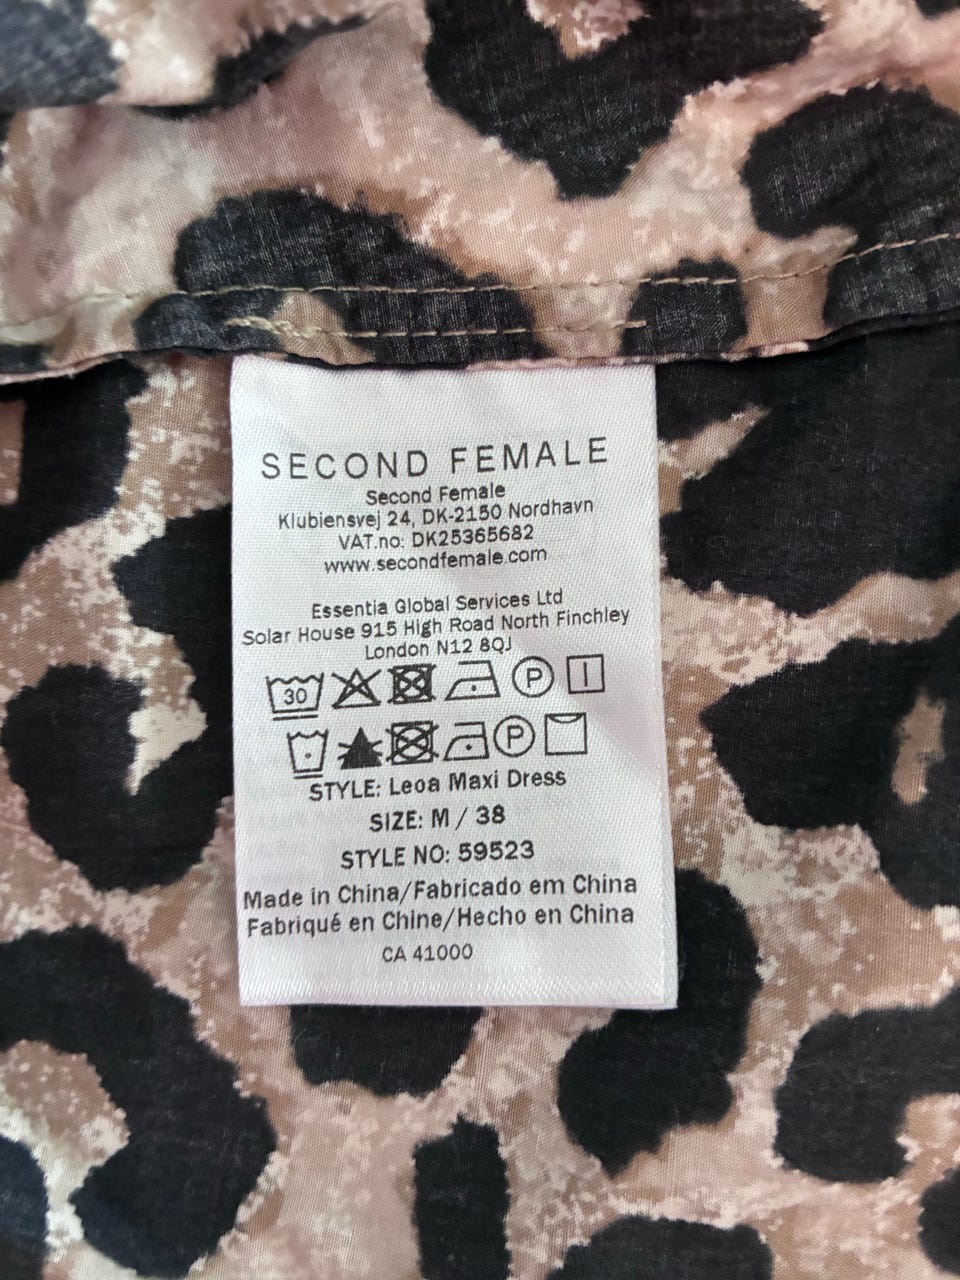 SECOND FEMALE
Second Female
Klubiensvej 24, DK-2150 Nordhavn
VAT.no: DK25365682
www.secondfemale.com
Essentia Global Services Ltd
Solar House 915 High Road North Finchley
London N12 8QJ
30 P
P
STYLE: Leoa Maxi Dress
SIZE: M / 38
STYLE NO: 59523
Made in China/Fabricado em China
Fabriqué en Chine/Hecho en China
CA 41000